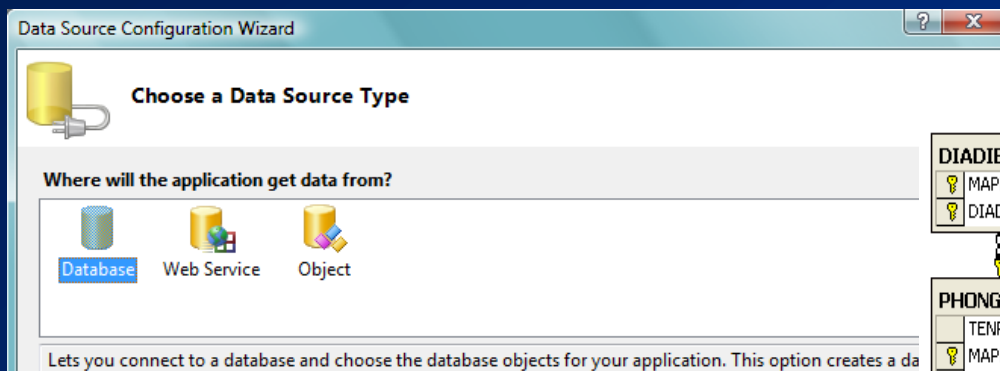 Data Source Configuration Wizard
?
Choose a Data Source Type
Where will the application get data from?
Database
Web Service
Object
Lets you connect to a database and choose the database objects for your application. This option creates a da
DIADIE
MAP
DIAD
PHONG
TENP
MAP